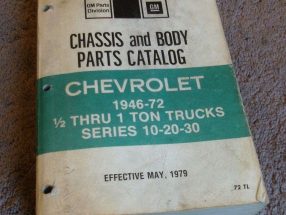 GM Parts
Division
GM
CHASSIS and BODY
PARTS CATALOG
CHEVROLET
1946-72
½ THRU 1 TON TRUCKS
SERIES 10-20-30
EFFECTIVE MAY, 1979
72 TL